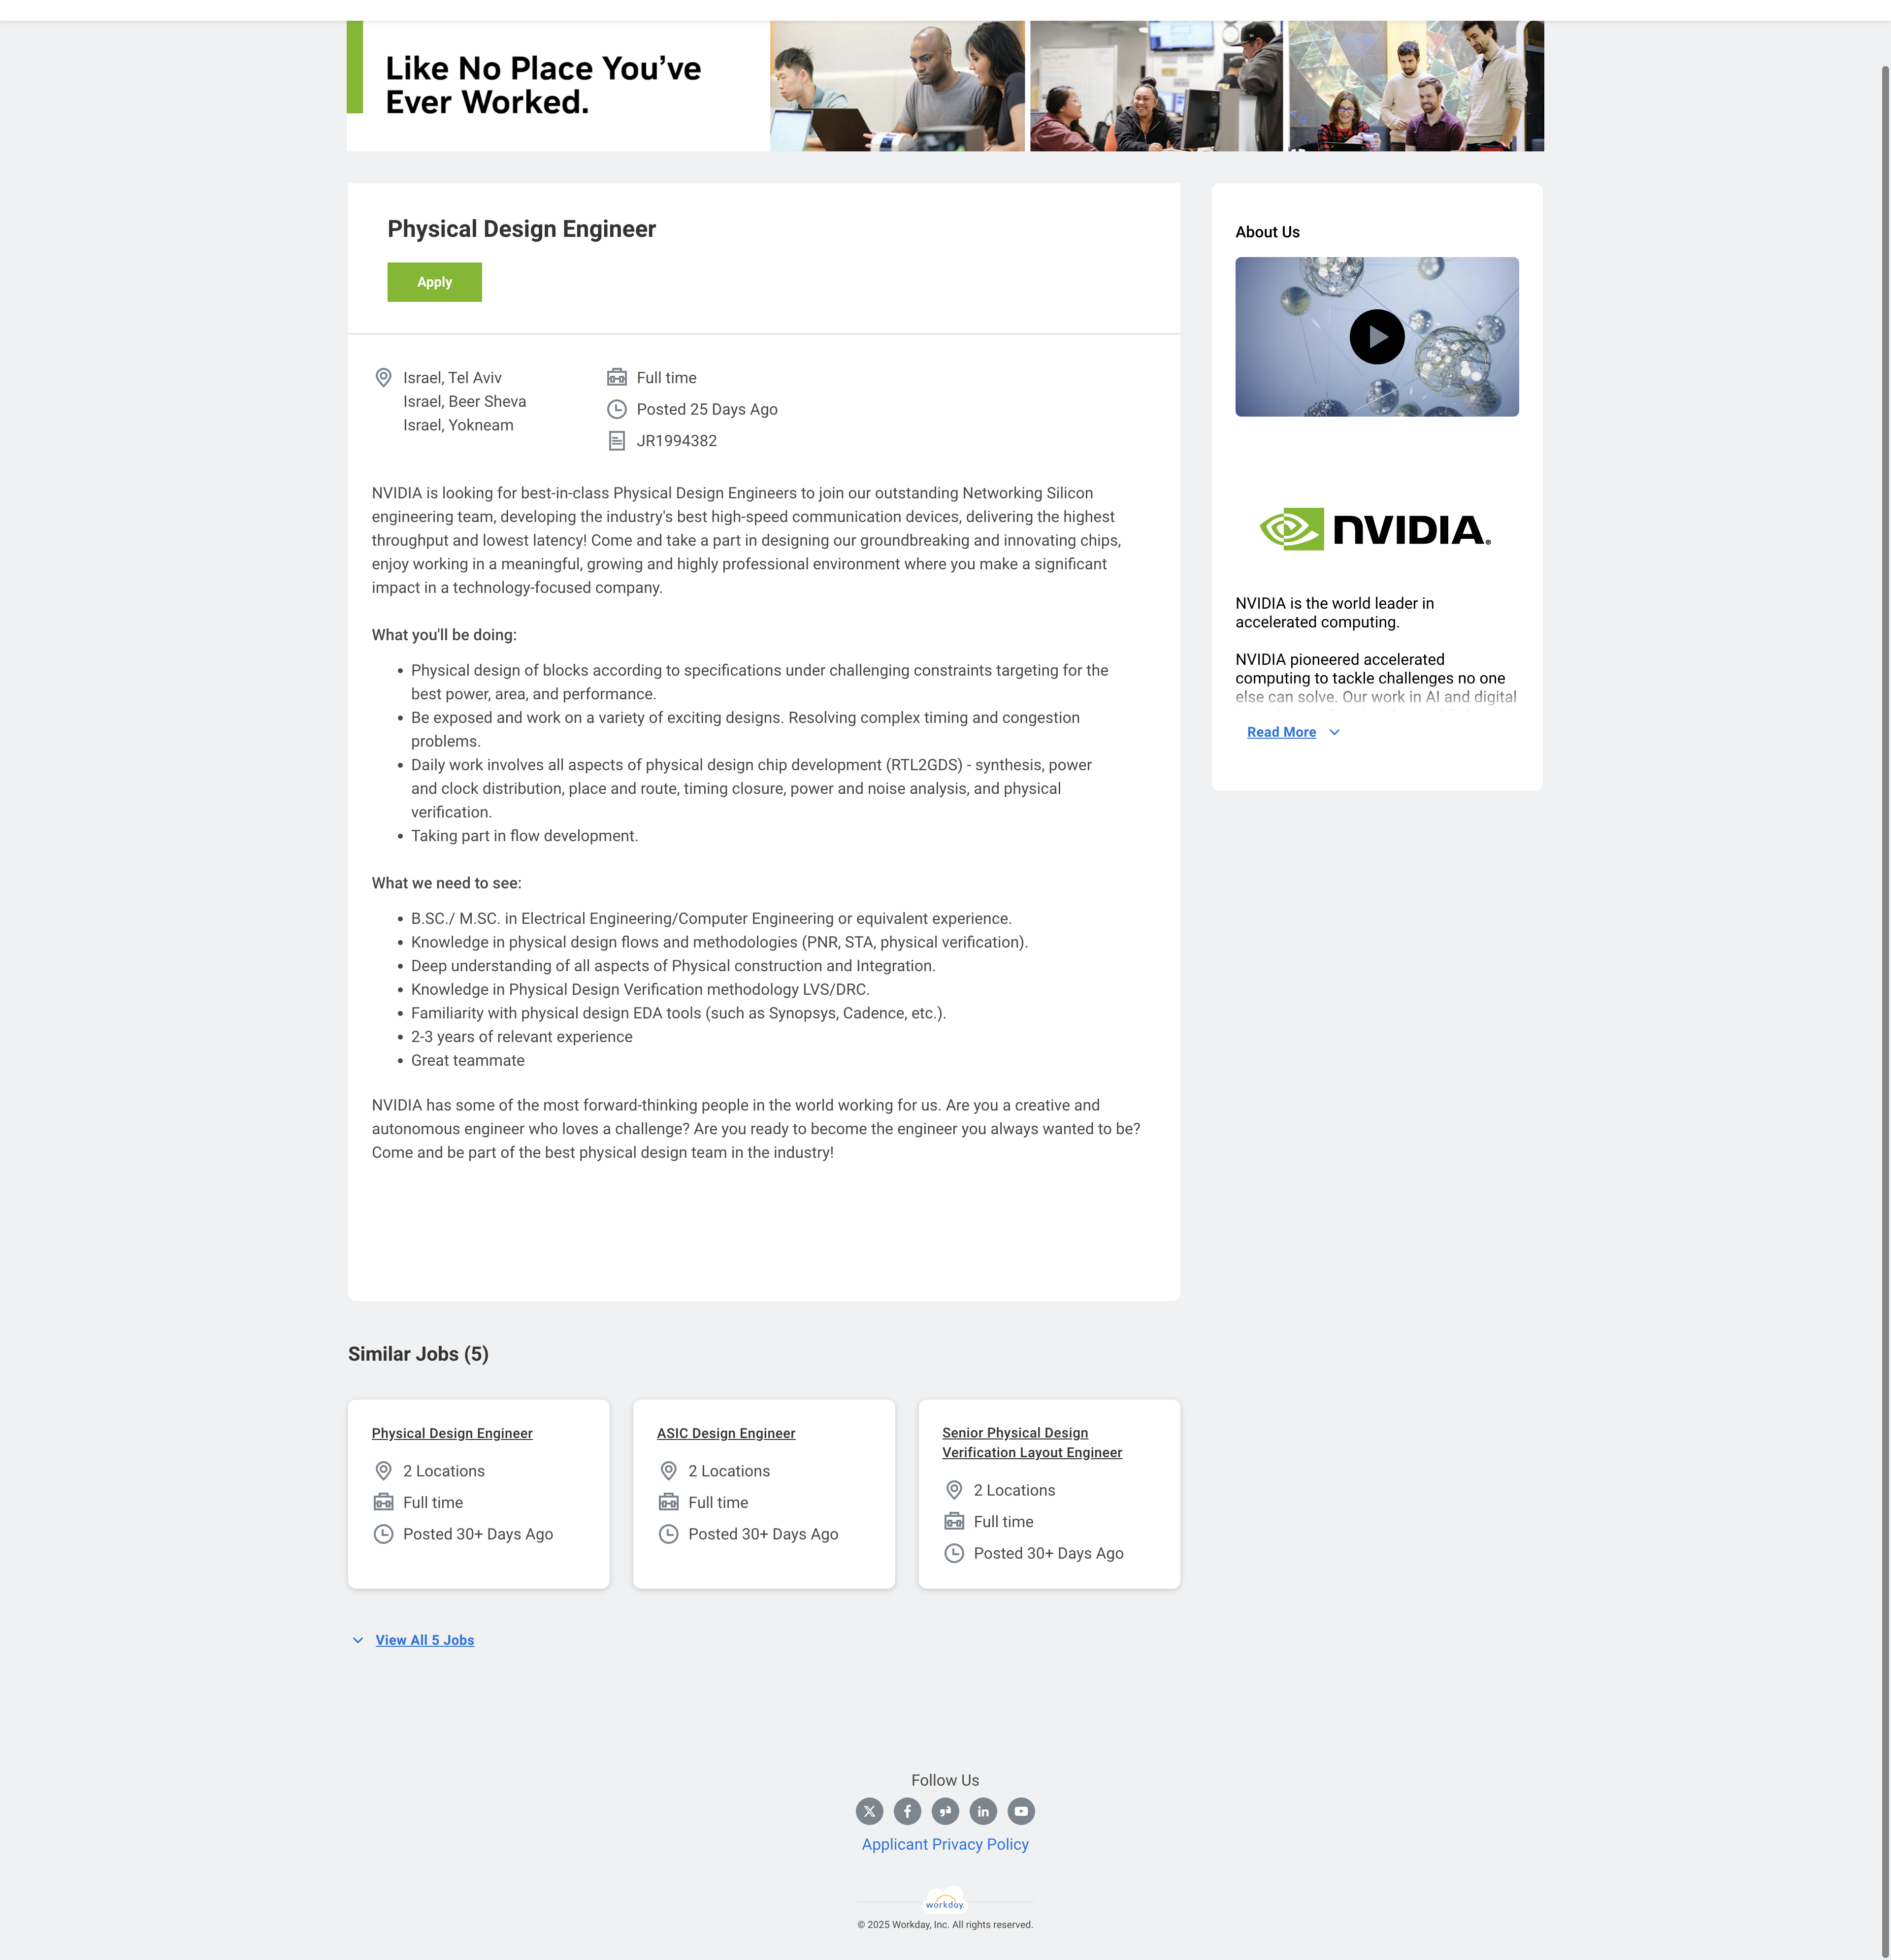 Like No Place You've
Ever Worked.
Physical Design Engineer
Apply
Israel, Tel Aviv
Israel, Beer Sheva
Israel, Yokneam
Full time
Posted 25 Days Ago
JR1994382
NVIDIA is looking for best-in-class Physical Design Engineers to join our outstanding Networking Silicon
engineering team, developing the industry's best high-speed communication devices, delivering the highest
throughput and lowest latency! Come and take a part in designing our groundbreaking and innovating chips,
enjoy working in a meaningful, growing and highly professional environment where you make a significant
impact in a technology-focused company.
What you'll be doing:
• Physical design of blocks according to specifications under challenging constraints targeting for the
best power, area, and performance.
• Be exposed and work on a variety of exciting designs. Resolving complex timing and congestion
problems.
• Daily work involves all aspects of physical design chip development (RTL2GDS) - synthesis, power
and clock distribution, place and route, timing closure, power and noise analysis, and physical
verification.
• Taking part in flow development.
What we need to see:
• B.SC./ M.SC. in Electrical Engineering/Computer Engineering or equivalent experience.
• Knowledge in physical design flows and methodologies (PNR, STA, physical verification).
• Deep understanding of all aspects of Physical construction and Integration.
• Knowledge in Physical Design Verification methodology LVS/DRC.
• Familiarity with physical design EDA tools (such as Synopsys, Cadence, etc.).
• 2-3 years of relevant experience
• Great teammate
NVIDIA has some of the most forward-thinking people in the world working for us. Are you a creative and
autonomous engineer who loves a challenge? Are you ready to become the engineer you always wanted to be?
Come and be part of the best physical design team in the industry!
About Us
NVIDIA®
NVIDIA is the world leader in
accelerated computing.
NVIDIA pioneered accelerated
computing to tackle challenges no one
else can solve. Our work in AI and digital
Read More
Similar Jobs (5)
Physical Design Engineer
2 Locations
Full time
Posted 30+ Days Ago
ASIC Design Engineer
2 Locations
Full time
Posted 30+ Days Ago
Senior Physical Design
Verification Layout Engineer
2 Locations
Full time
Posted 30+ Days Ago
View All 5 Jobs
Follow Us
Applicant Privacy Policy
workday
© 2025 Workday, Inc. All rights reserved.